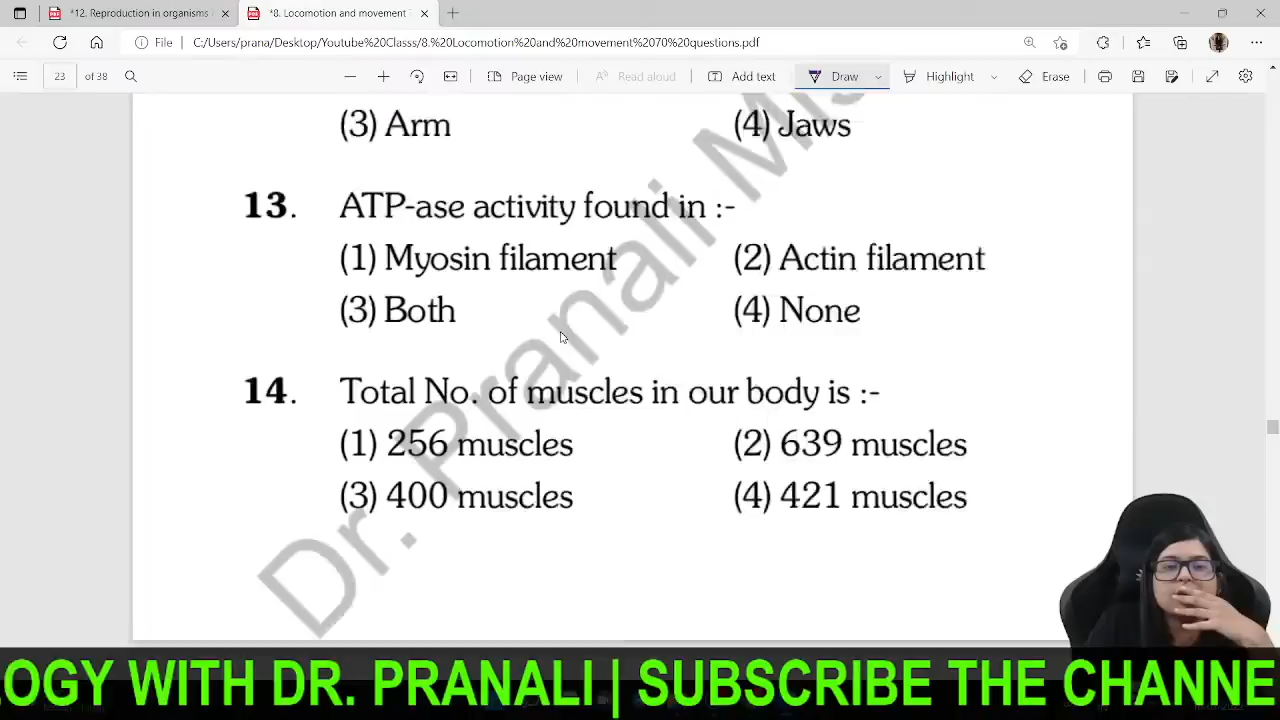 *12. Reproduction in organisms
*8. Locomotion and movement
File C:/Users/prana/Desktop/Youtube%20Classs/8.%20Locomotion%20and%20movement%2070%20questions.pdf
23 of 38 Page view Read aloud Add text Draw Highlight Erase
(3) Arm (4) Jaws
13. ATP-ase activity found in :-
(1) Myosin filament (2) Actin filament
(3) Both (4) None
14. Total No. of muscles in our body is :-
(1) 256 muscles (2) 639 muscles
(3) 400 muscles (4) 421 muscles
Dr. Pranali Mis
LOGY WITH DR. PRANALI | SUBSCRIBE THE CHANNE